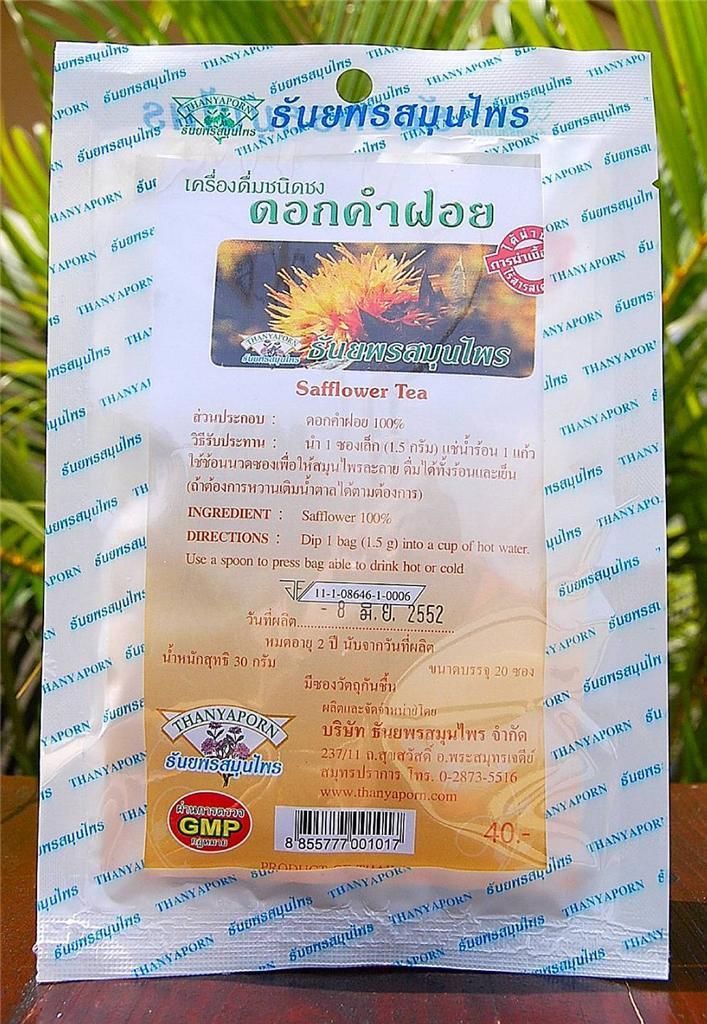 THANYAPORN
ธันยพรสมุนไพร
ธันยพรสมุนไพร
เครื่องดื่มชนิดชง
ดอกคำฝอย
THANYAPORN
ธันยพรสมุนไพร
ธันยพรสมุนไพร
Safflower Tea
ส่วนประกอบ : ดอกคำฝอย 100%
วิธีรับประทาน : นำ 1 ซองเล็ก (1.5 กรัม) แช่น้ำร้อน 1 แก้ว
ใช้ช้อนนวดซองเพื่อให้สมุนไพรละลาย ดื่มได้ทั้งร้อนและเย็น
(ถ้าต้องการหวานเติมน้ำตาลได้ตามต้องการ)
INGREDIENT : Safflower 100%
DIRECTIONS : Dip 1 bag (1.5 g) into a cup of hot water.
Use a spoon to press bag able to drink hot or cold
11-1-08646-1-0006
วันที่ผลิต - 8 มิ.ย. 2552
หมดอายุ 2 ปี นับจากวันที่ผลิต
น้ำหนักสุทธิ 30 กรัม ขนาดบรรจุ 20 ซอง
มีซองวัตถุกันชื้น
ผลิตและจัดจำหน่ายโดย
บริษัท ธันยพรสมุนไพร จำกัด
237/11 ถ.สุขสวัสดิ์ อ.พระสมุทรเจดีย์
สมุทรปราการ โทร. 0-2873-5516
www.thanyaporn.com
THANYAPORN
ธันยพรสมุนไพร
ผ่านการตรวจ
GMP
กฎหมาย
8 855777 001017
40.-
PRODUCT OF